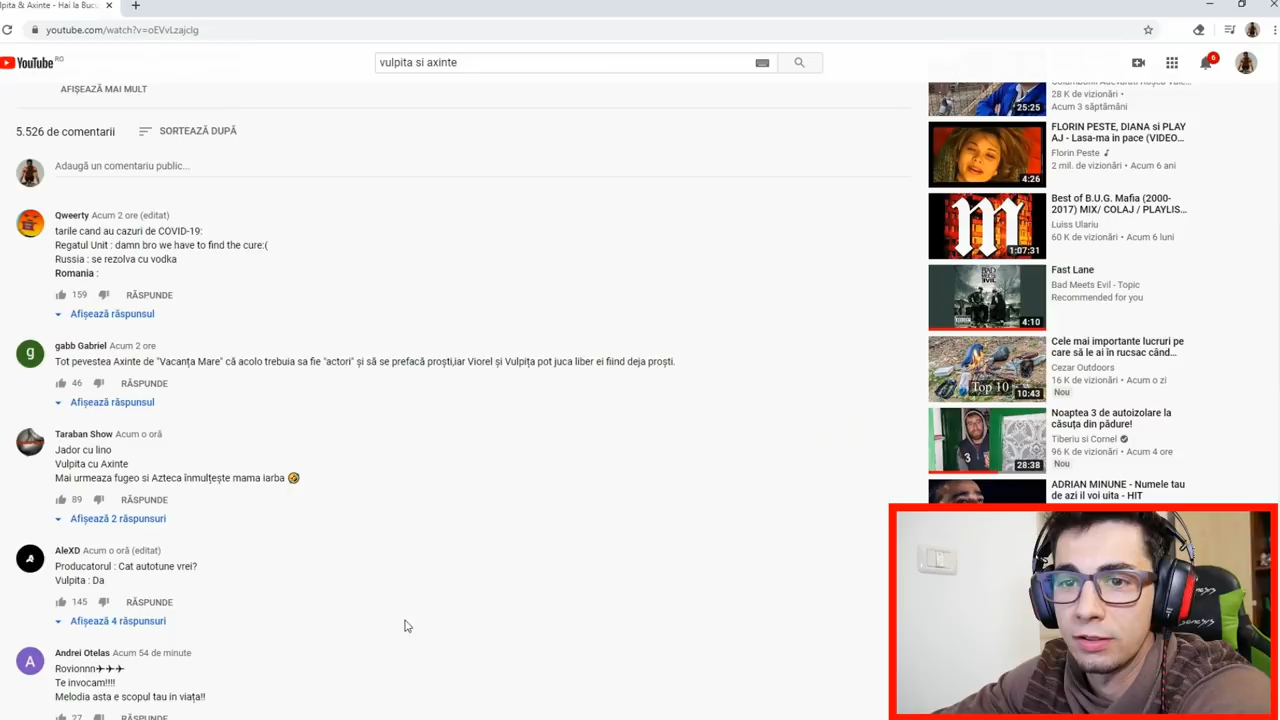 lpita & Axinte - Hai la Bucu
youtube.com/watch?v=oEVvLzajcIg
YouTube RO
vulpita si axinte
6
AFIȘEAZĂ MAI MULT
5.526 de comentarii
SORTEAZĂ DUPĂ
Adaugă un comentariu public...
Qweerty Acum 2 ore (editat)
tarile cand au cazuri de COVID-19:
Regatul Unit : damn bro we have to find the cure:(
Russia : se rezolva cu vodka
Romania :
159 RĂSPUNDE
Afișează răspunsul
gabb Gabriel Acum 2 ore
Tot pevestea Axinte de "Vacanța Mare" că acolo trebuia sa fie "actori" și să se prefacă proști,iar Viorel și Vulpița pot juca liber ei fiind deja proști.
46 RĂSPUNDE
Afișează răspunsul
Taraban Show Acum o oră
Jador cu lino
Vulpita cu Axinte
Mai urmeaza fugeo si Azteca înmulțește mama iarba 🤣
89 RĂSPUNDE
Afișează 2 răspunsuri
AleXD Acum o oră (editat)
Producatorul : Cat autotune vrei?
Vulpita : Da
145 RĂSPUNDE
Afișează 4 răspunsuri
A
Andrei Otelas Acum 54 de minute
Rovionnn✈✈✈
Te invocam!!!!
Melodia asta e scopul tau in viața!!
27 RĂSPUNDE
28 K de vizionări •
Acum 3 săptămâni
25:25
FLORIN PESTE, DIANA si PLAY
AJ - Lasa-ma in pace (VIDEO...
Florin Peste
2 mil. de vizionări • Acum 6 ani
4:26
Best of B.U.G. Mafia (2000-
2017) MIX/ COLAJ / PLAYLIS...
Luiss Ulariu
60 K de vizionări • Acum 6 luni
1:07:31
Fast Lane
Bad Meets Evil - Topic
Recommended for you
4:10
Cele mai importante lucruri pe
care să le ai în rucsac când...
Cezar Outdoors
16 K de vizionări • Acum o zi
Nou
Top 10
10:43
Noaptea 3 de autoizolare la
căsuța din pădure!
Tiberiu si Cornel
96 K de vizionări • Acum 4 ore
Nou
28:38
ADRIAN MINUNE - Numele tau
de azi il voi uita - HIT